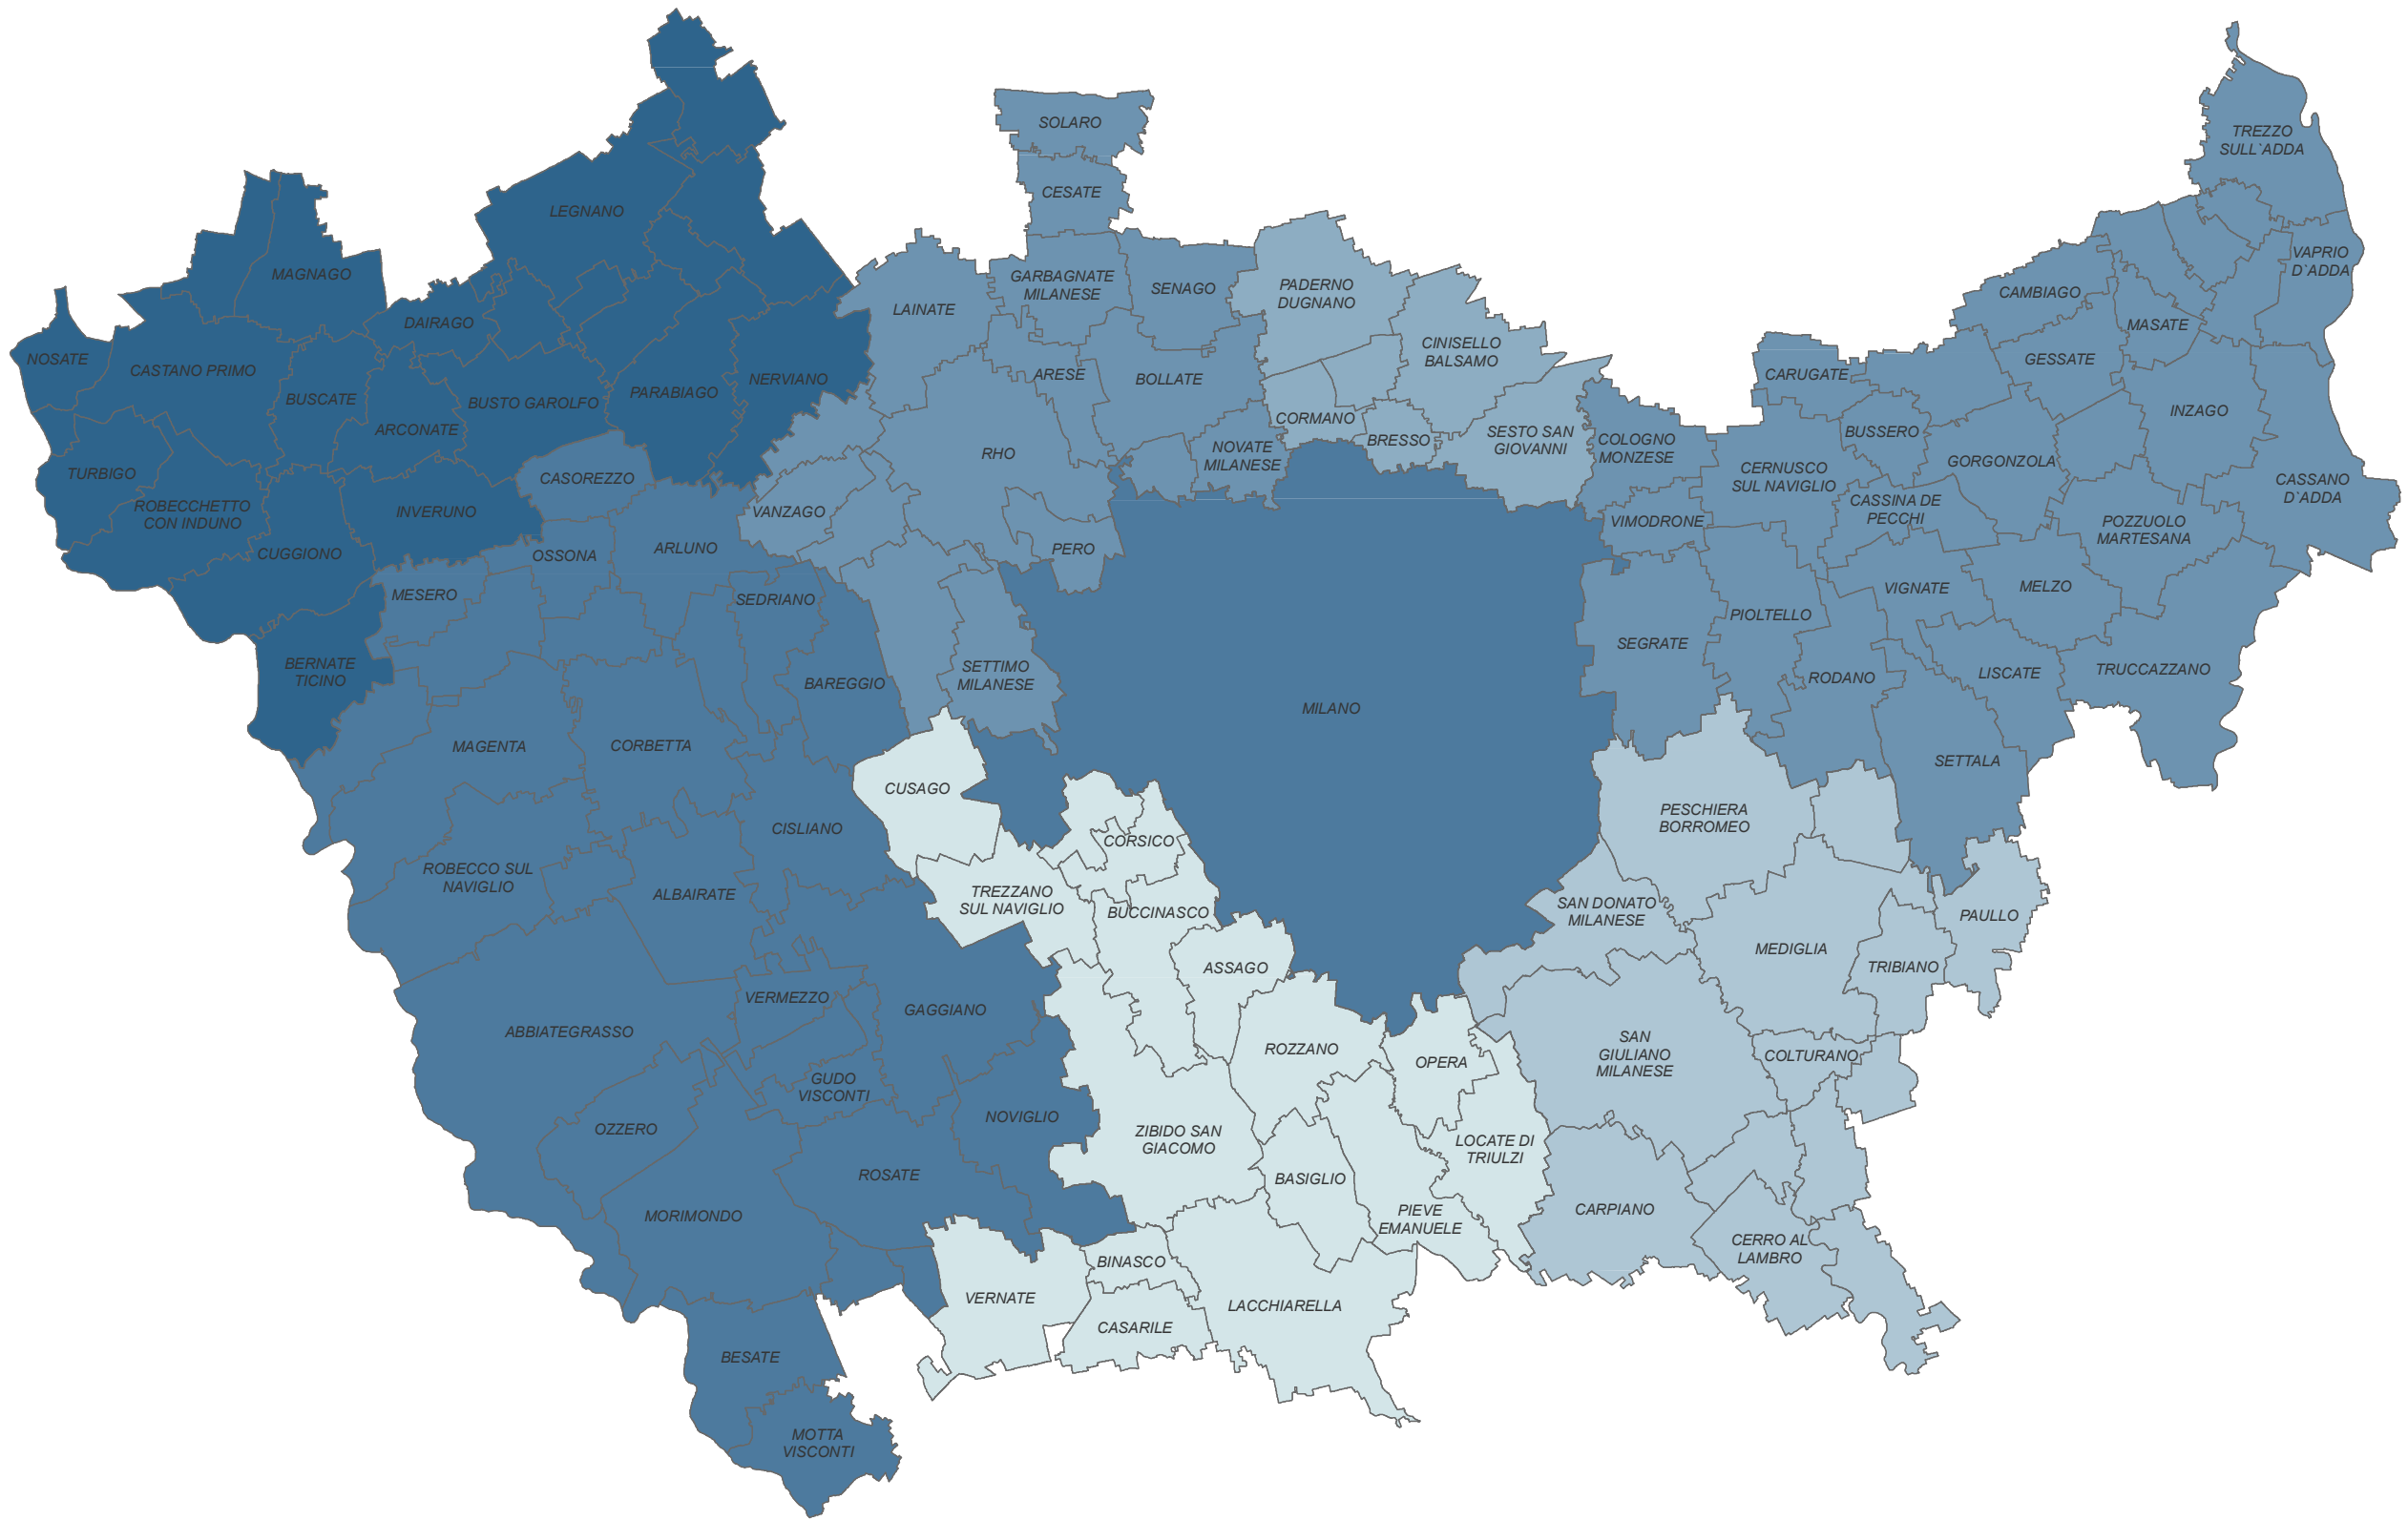 SOLARO
TREZZO
SULL`ADDA
CESATE
LEGNANO
VAPRIO
D`ADDA
MAGNAGO
GARBAGNATE
MILANESE
SENAGO
PADERNO
DUGNANO
CAMBIAGO
LAINATE
DAIRAGO
MASATE
CINISELLO
BALSAMO
NOSATE
CASTANO PRIMO
GESSATE
NERVIANO
ARESE
BOLLATE
CARUGATE
PARABIAGO
BUSCATE
BUSTO GAROLFO
INZAGO
CORMANO
ARCONATE
BRESSO
SESTO SAN
GIOVANNI
COLOGNO
MONZESE
BUSSERO
NOVATE
MILANESE
RHO
GORGONZOLA
TURBIGO
CASOREZZO
CERNUSCO
SUL NAVIGLIO
CASSANO
D`ADDA
ROBECCHETTO
CON INDUNO
INVERUNO
VANZAGO
CASSINA DE
PECCHI
VIMODRONE
POZZUOLO
MARTESANA
CUGGIONO
OSSONA
ARLUNO
PERO
MESERO
SEDRIANO
VIGNATE
MELZO
PIOLTELLO
SEGRATE
BERNATE
TICINO
SETTIMO
MILANESE
BAREGGIO
RODANO
LISCATE
TRUCCAZZANO
MILANO
MAGENTA
CORBETTA
SETTALA
CUSAGO
PESCHIERA
BORROMEO
CISLIANO
CORSICO
ROBECCO SUL
NAVIGLIO
ALBAIRATE
TREZZANO
SUL NAVIGLIO
BUCCINASCO
SAN DONATO
MILANESE
PAULLO
MEDIGLIA
ASSAGO
TRIBIANO
VERMEZZO
GAGGIANO
ABBIATEGRASSO
ROZZANO
OPERA
SAN
GIULIANO
MILANESE
COLTURANO
GUDO
VISCONTI
NOVIGLIO
OZZERO
ZIBIDO SAN
GIACOMO
LOCATE DI
TRIULZI
ROSATE
BASIGLIO
MORIMONDO
PIEVE
EMANUELE
CARPIANO
CERRO AL
LAMBRO
BINASCO
VERNATE
LACCHIARELLA
CASARILE
BESATE
MOTTA
VISCONTI